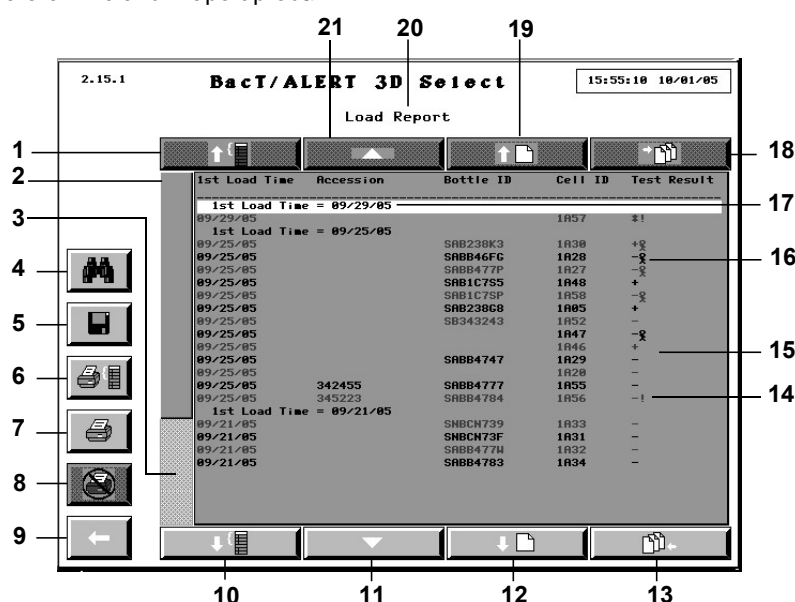 21 20 19
2.15.1 BacT/ALERT 3D Select 15:55:10 10/01/05
Load Report
1
18
2
1st Load Time Accession Bottle ID Cell ID Test Result
1st Load Time = 09/29/05
17
3
09/29/05 1A57 ‡!
1st Load Time = 09/25/05
09/25/05 SAB238K3 1A30 +
4
09/25/05 SABB46FG 1A28 -
16
09/25/05 SABB477P 1A27 -
09/25/05 SAB1C7S5 1A48 +
09/25/05 SAB1C7SP 1A58 -
09/25/05 SAB238G8 1A05 +
5
09/25/05 SB343243 1A52 -
09/25/05 1A47 -
09/25/05 1A46 +
15
09/25/05 SABB4747 1A29 -
6
09/25/05 1A20 -
09/25/05 342455 SABB4777 1A55 -
09/25/05 345223 SABB4784 1A56 -!
14
1st Load Time = 09/21/05
09/21/05 SNBCN739 1A33 -
7
09/21/05 SNBCN73F 1A31 -
09/21/05 SABB477W 1A32 -
09/21/05 SABB4783 1A34 -
8
9
10 11 12 13